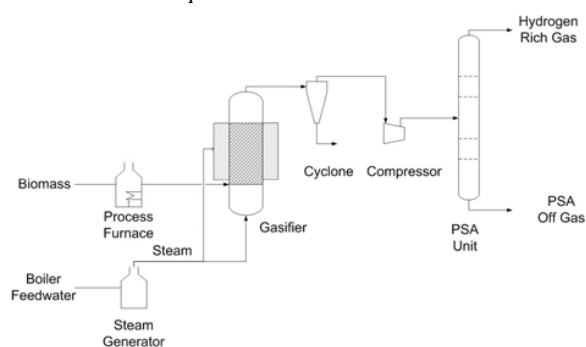 Hydrogen
Rich Gas
Cyclone
Compressor
Biomass
Process
Furnace
Gasifier
Steam
PSA
Unit
PSA
Off Gas
Boiler
Feedwater
Steam
Generator